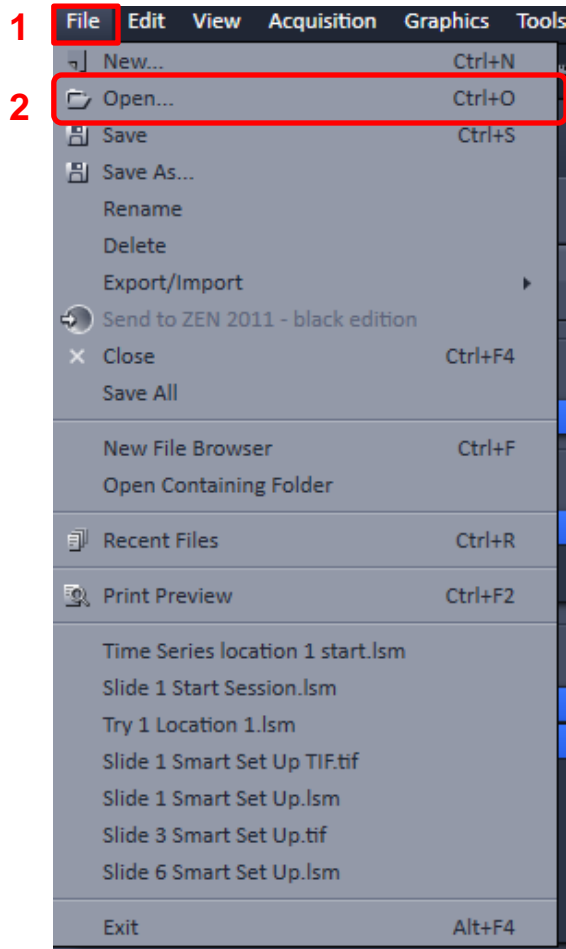 1 File Edit View Acquisition Graphics Tools
New... Ctrl+N
2 Open... Ctrl+O
Save Ctrl+S
Save As...
Rename
Delete
Export/Import
Send to ZEN 2011 - black edition
Close Ctrl+F4
Save All
New File Browser Ctrl+F
Open Containing Folder
Recent Files Ctrl+R
Print Preview Ctrl+F2
Time Series location 1 start.lsm
Slide 1 Start Session.lsm
Try 1 Location 1.lsm
Slide 1 Smart Set Up TIF.tif
Slide 1 Smart Set Up.lsm
Slide 3 Smart Set Up.tif
Slide 6 Smart Set Up.lsm
Exit Alt+F4